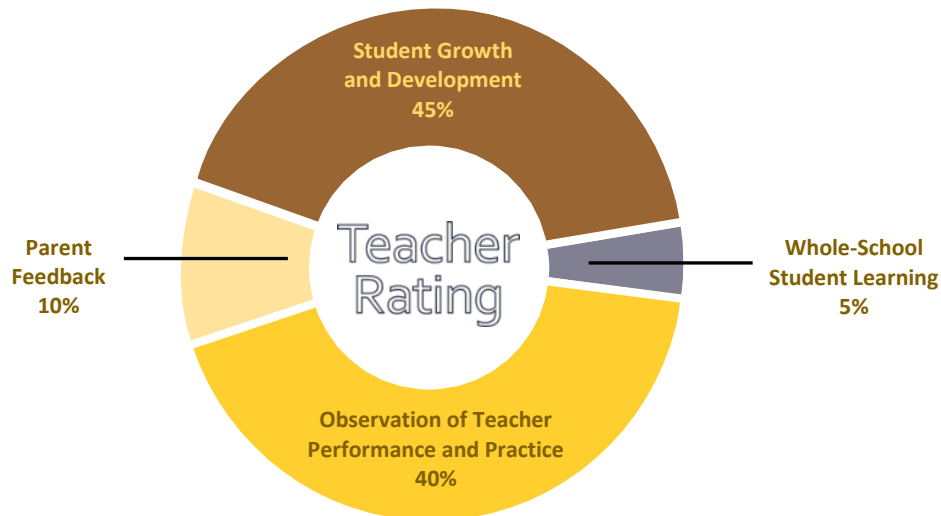 Student Growth
and Development
45%
Teacher
Rating
Parent
Feedback
10%
Whole-School
Student Learning
5%
Observation of Teacher
Performance and Practice
40%